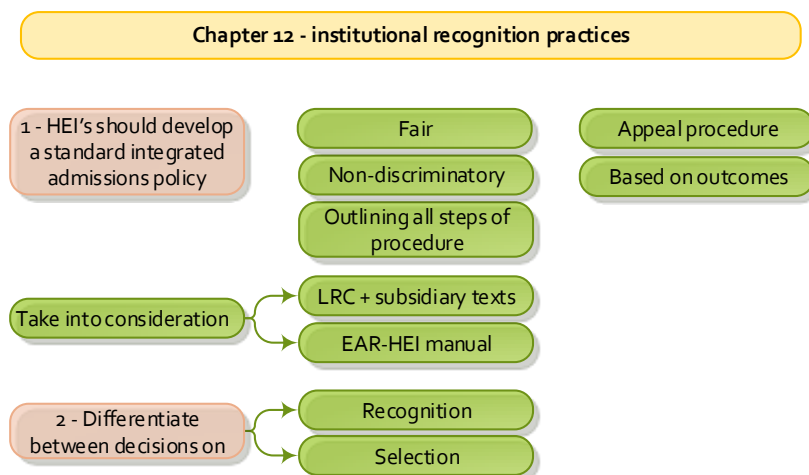 Chapter 12 - institutional recognition practices
1 - HEI's should develop
a standard integrated
admissions policy
Fair
Non-discriminatory
Outlining all steps of
procedure
Appeal procedure
Based on outcomes
Take into consideration
LRC + subsidiary texts
EAR-HEI manual
2 - Differentiate
between decisions on
Recognition
Selection